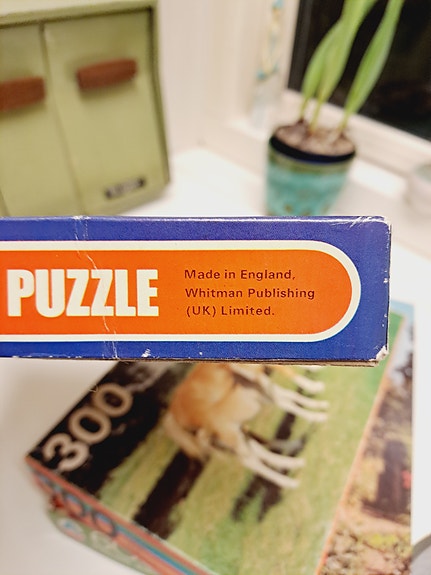 PUZZLE
Made in England,
Whitman Publishing
(UK) Limited.
300